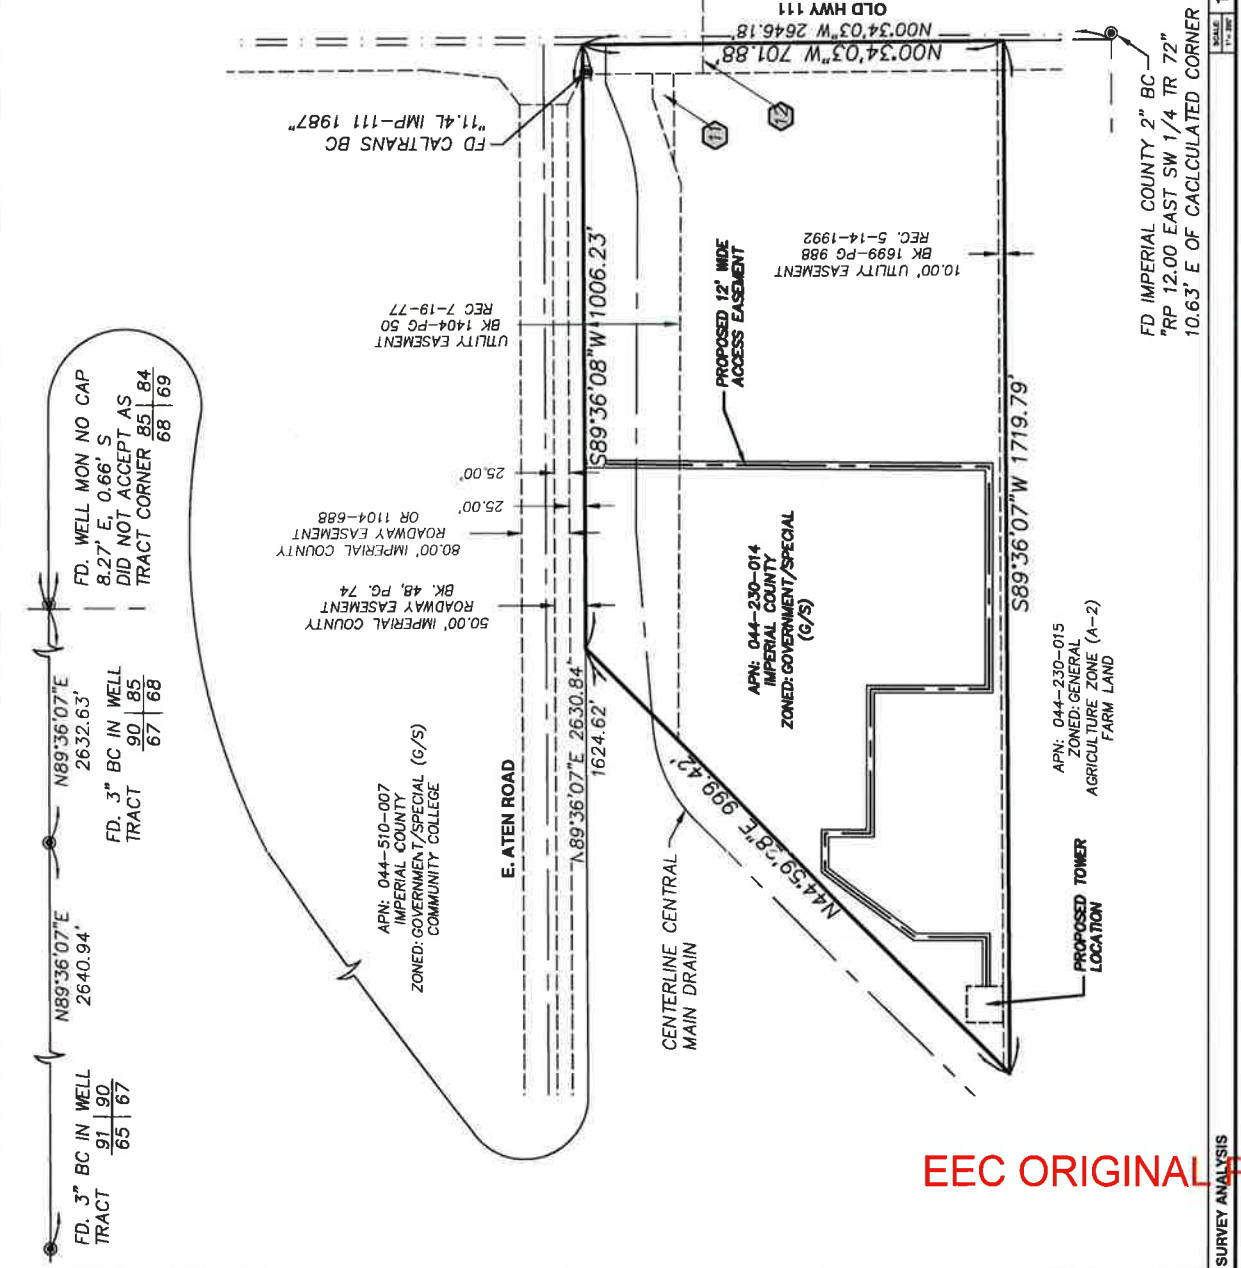 FD. 3" BC IN WELL
TRACT 91 | 90
65 | 67
N89°36'07"E
2640.94'
FD. 3" BC IN WELL
TRACT 90 | 85
67 | 68
N89°36'07"E
2632.63'
FD. WELL MON NO CAP
8.27' E, 0.66' S
DID NOT ACCEPT AS
TRACT CORNER 85 | 84
68 | 69
APN: 044-510-007
IMPERIAL COUNTY
ZONED: GOVERNMENT/SPECIAL (G/S)
COMMUNITY COLLEGE
E. ATEN ROAD
50.00' IMPERIAL COUNTY
ROADWAY EASEMENT
BK. 48, PG. 74
80.00' IMPERIAL COUNTY
ROADWAY EASEMENT
OR 1104-688
25.00'
25.00'
UTILITY EASEMENT
BK 1404-PG 50
REC 7-19-77
FD CALTRANS BC
"11.4L IMP-111 1987"
N89°36'07"E 2630.84'
1624.62'
S89°36'08"W 1006.23'
OLD HWY 111
N00°34'03"W 2646.18'
N00°34'03"W 701.88'
11
12
CENTERLINE CENTRAL
MAIN DRAIN
N44°59'28"E 999.42'
PROPOSED 12' WIDE
ACCESS EASEMENT
10.00' UTILITY EASEMENT
BK 1699-PG 988
REC. 5-14-1992
APN: 044-230-014
IMPERIAL COUNTY
ZONED: GOVERNMENT/SPECIAL
(G/S)
S89°36'07"W 1719.79'
APN: 044-230-015
ZONED: GENERAL
AGRICULTURE ZONE (A-2)
FARM LAND
PROPOSED TOWER
LOCATION
FD IMPERIAL COUNTY 2" BC
"RP 12.00 EAST SW 1/4 TR 72"
10.63' E OF CACLCULATED CORNER
EEC ORIGINAL
SURVEY ANALYSIS
SCALE